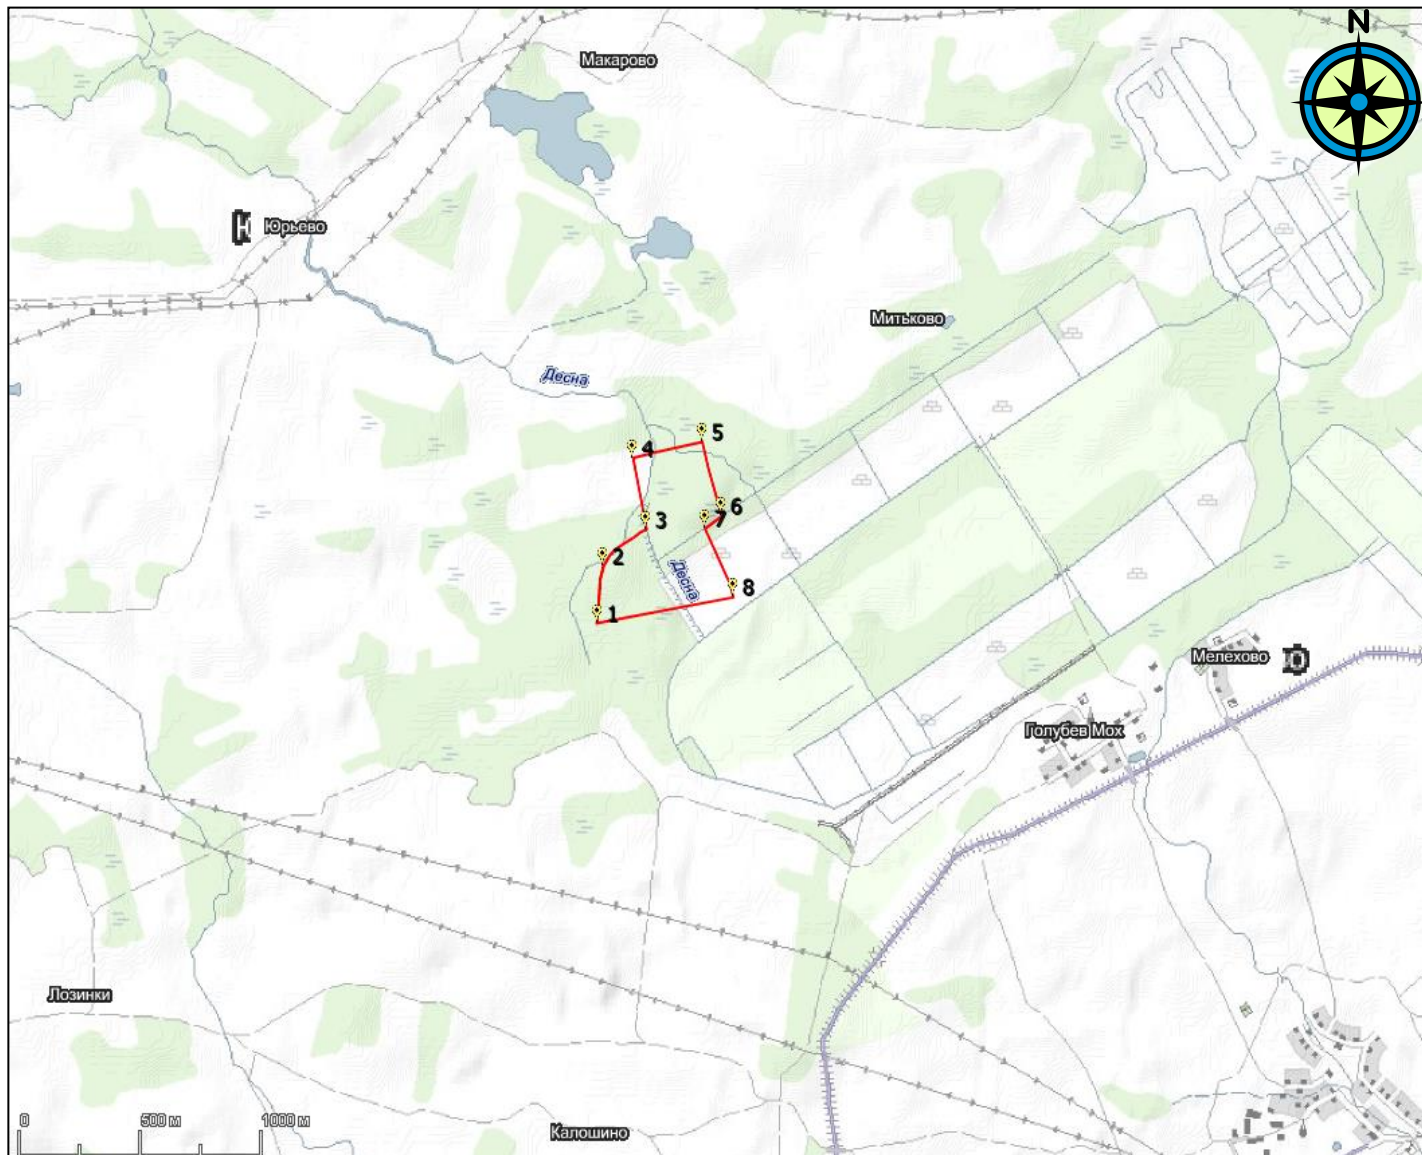 N
Макарово
Н
Юрьево
Митьково
Десна
5
4
6
3
7
2
Десна
8
1
Мелехово
Ю
Голубев Мох
Лозинки
0 500 м 1000 м
Калошино